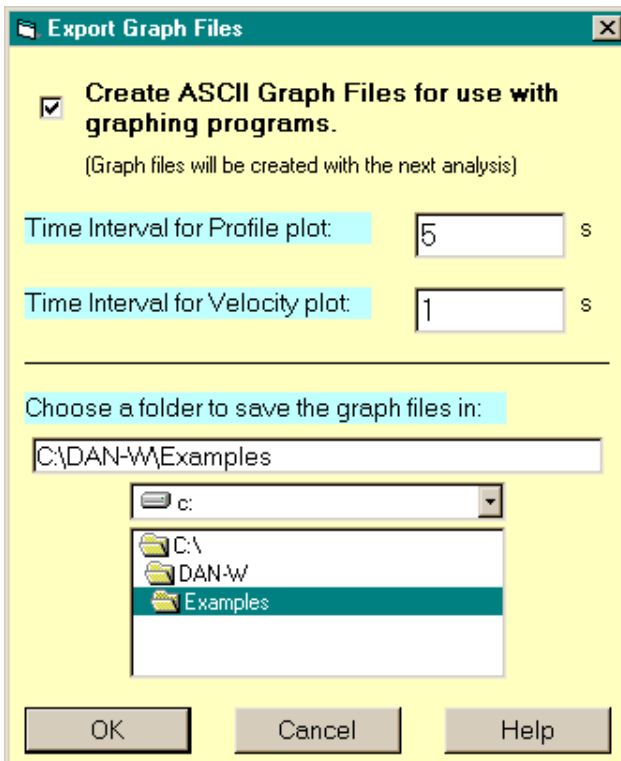 Export Graph Files
Create ASCII Graph Files for use with
graphing programs.
(Graph files will be created with the next analysis)
Time Interval for Profile plot: 5 s
Time Interval for Velocity plot: 1 s
Choose a folder to save the graph files in:
C:\DAN-W\Examples
c:
C:\
DAN-W
Examples
OK Cancel Help